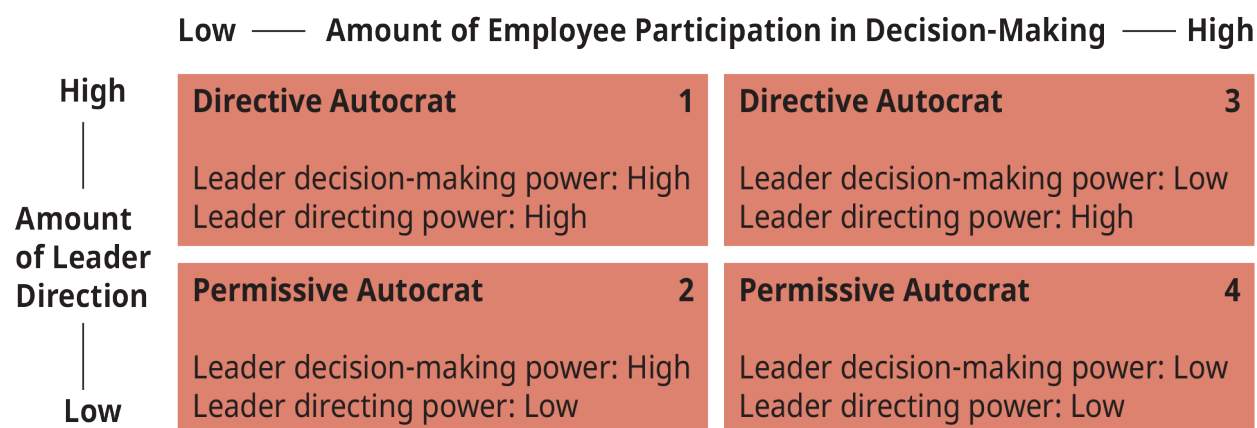 Low Amount of Employee Participation in Decision-Making High
High
Amount
of Leader
Direction
Low
Directive Autocrat 1
Leader decision-making power: High
Leader directing power: High
Directive Autocrat 3
Leader decision-making power: Low
Leader directing power: High
Permissive Autocrat 2
Leader decision-making power: High
Leader directing power: Low
Permissive Autocrat 4
Leader decision-making power: Low
Leader directing power: Low